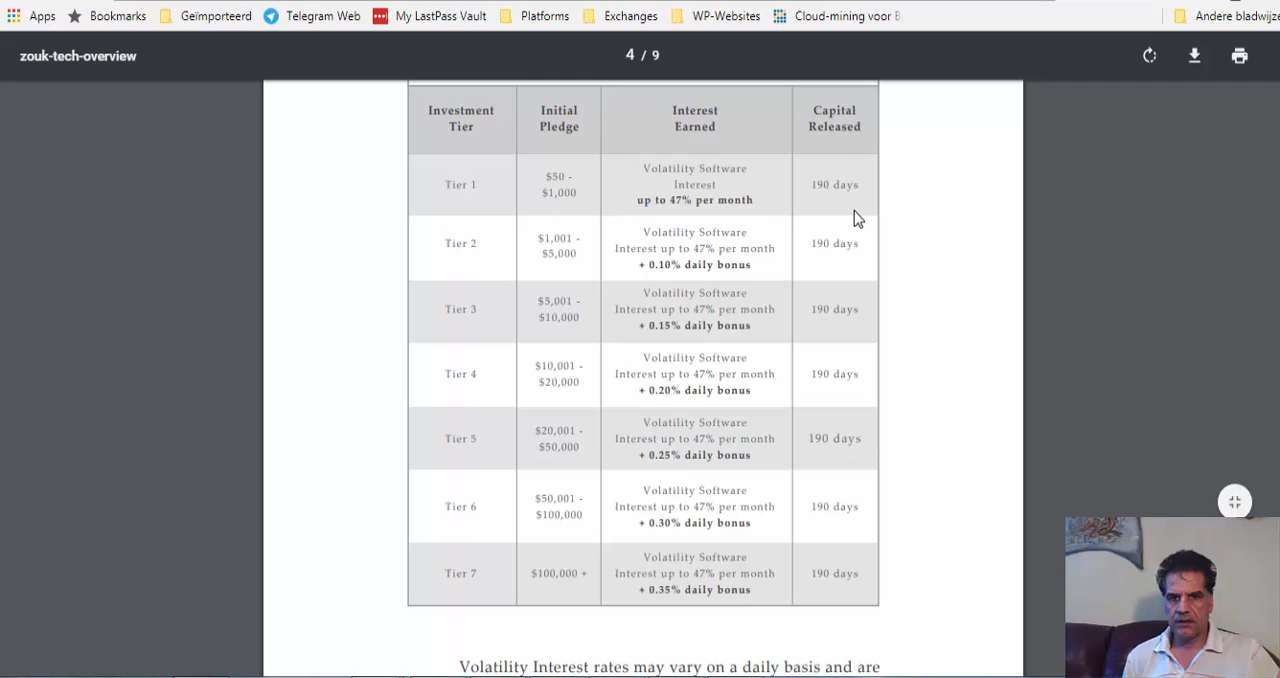 Apps Bookmarks Geïmporteerd Telegram Web My LastPass Vault Platforms Exchanges WP-Websites Cloud-mining voor B Andere bladwijze
zouk-tech-overview 4 / 9
Investment Initial Interest Capital
Tier Pledge Earned Released
Tier 1
$50 -
$1,000
Volatility Software
Interest
up to 47% per month
190 days
Tier 2
$1,001 -
$5,000
Volatility Software
Interest up to 47% per month
+ 0.10% daily bonus
190 days
Tier 3
$5,001 -
$10,000
Volatility Software
Interest up to 47% per month
+ 0.15% daily bonus
190 days
Tier 4
$10,001 -
$20,000
Volatility Software
Interest up to 47% per month
+ 0.20% daily bonus
190 days
Tier 5
$20,001 -
$50,000
Volatility Software
Interest up to 47% per month
+ 0.25% daily bonus
190 days
Tier 6
$50,001 -
$100,000
Volatility Software
Interest up to 47% per month
+ 0.30% daily bonus
190 days
Tier 7
$100,000 +
Volatility Software
Interest up to 47% per month
+ 0.35% daily bonus
190 days
Volatility Interest rates may vary on a daily basis and are